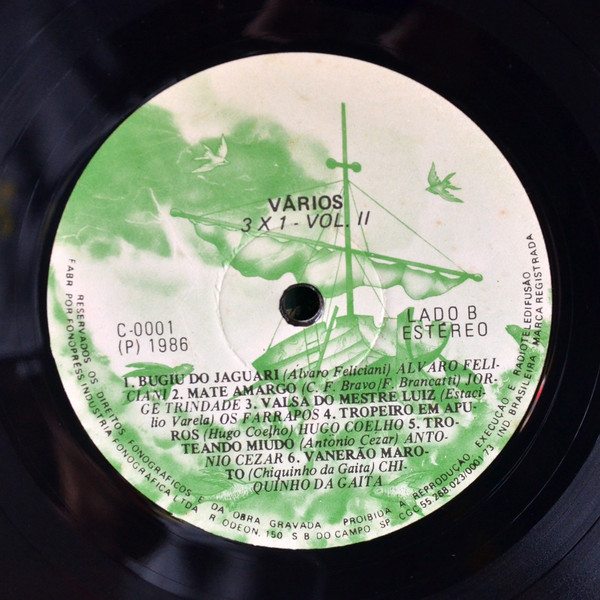 VÁRIOS
3 X 1 - VOL. II
C-0001
(P) 1986
LADO B
ESTÉREO
1. BUGIU DO JAGUARI (Alvaro Feliciani) ALVARO FELI-
CIANI 2. MATE AMARGO (C. F. Bravo/F. Brancatti) JOR-
GE TRINDADE 3. VALSA DO MESTRE LUIZ (Estaci-
lio Varela) OS FARRAPOS 4. TROPEIRO EM APU-
ROS (Hugo Coelho) HUGO COELHO 5. TRO-
TEANDO MIUDO (Antônio Cezar) ANTO-
NIO CEZAR 6. VANERÃO MARO-
TO (Chiquinho da Gaita) CHI-
QUINHO DA GAITA
RESERVADOS OS DIREITOS FONOGRÁFICOS E DA OBRA GRAVADA PROIBIDA A REPRODUÇÃO, EXECUÇÃO E RADIOTELEDIFUSÃO
FABR POR FONOPRESS-INDÚSTRIA FONOGRÁFICA LTDA R ODEON, 150 S B DO CAMPO SP CGC 55 268 023/0001-73 IND BRASILEIRA MARCA REGISTRADA